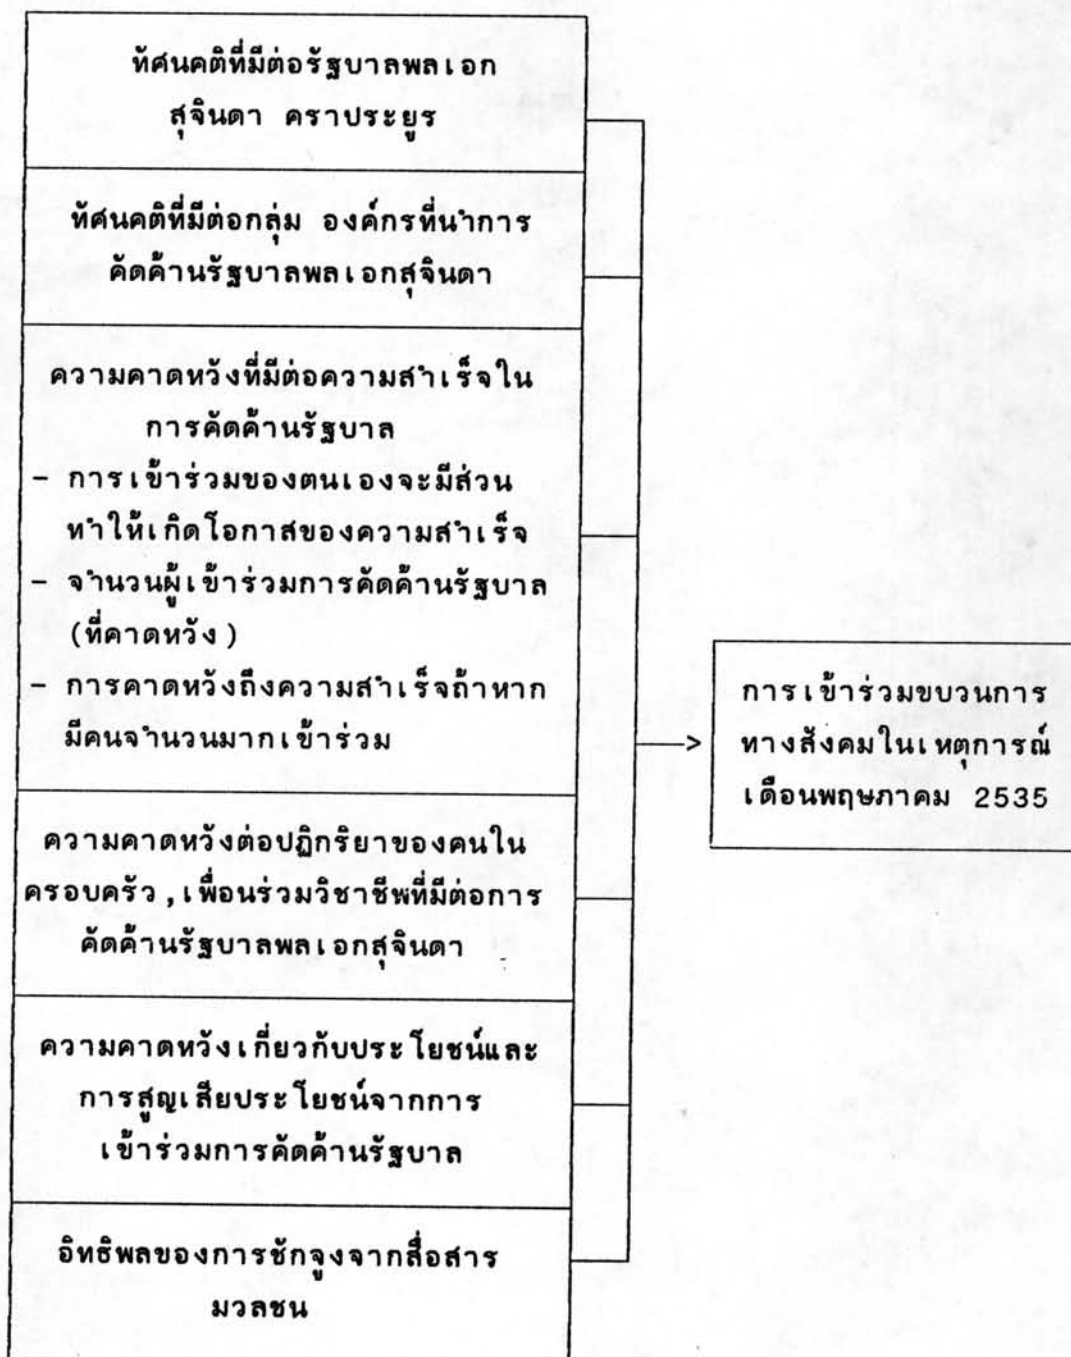 ทัศนคติที่มีต่อรัฐบาลพลเอก
สุจินดา คราประยูร
ทัศนคติที่มีต่อกลุ่ม องค์กรที่นำการ
คัดค้านรัฐบาลพลเอกสุจินดา
ความคาดหวังที่มีต่อความสำเร็จใน
การคัดค้านรัฐบาล
- การเข้าร่วมของตนเองจะมีส่วน
ทำให้เกิดโอกาสของความสำเร็จ
- จำนวนผู้เข้าร่วมการคัดค้านรัฐบาล
(ที่คาดหวัง)
- การคาดหวังถึงความสำเร็จถ้าหาก
มีคนจำนวนมากเข้าร่วม
ความคาดหวังต่อปฏิกริยาของคนใน
ครอบครัว,เพื่อนร่วมวิชาชีพที่มีต่อการ
คัดค้านรัฐบาลพลเอกสุจินดา
ความคาดหวังเกี่ยวกับประโยชน์และ
การสูญเสียประโยชน์จากการ
เข้าร่วมการคัดค้านรัฐบาล
อิทธิพลของการชักจูงจากสื่อสาร
มวลชน
การเข้าร่วมขบวนการ
ทางสังคมในเหตุการณ์
เดือนพฤษภาคม 2535